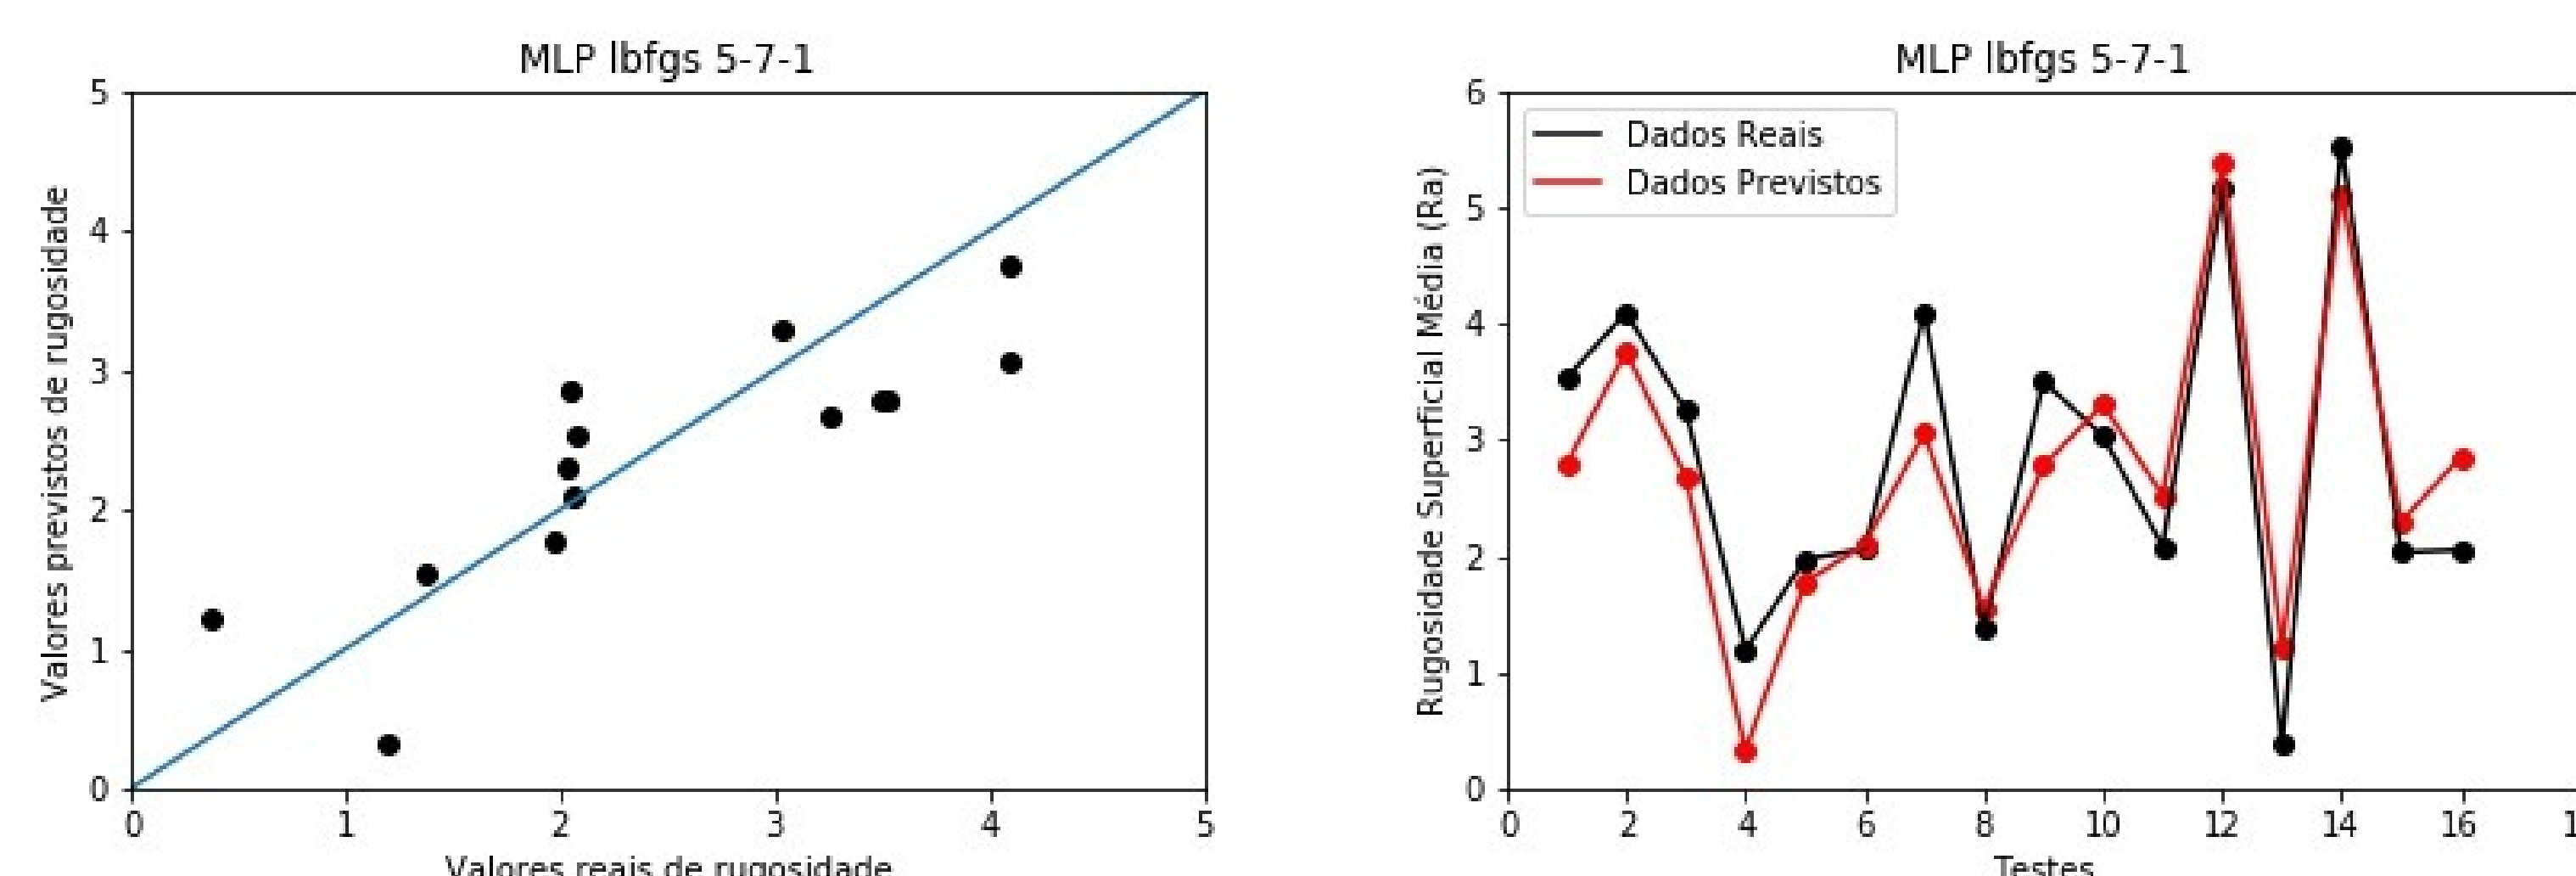 MLP lbfgs 5-7-1
5
4
3
2
1
0
Valores previstos de rugosidade
0 1 2 3 4 5
Valores reais de rugosidade
MLP lbfgs 5-7-1
Dados Reais
Dados Previstos
6
5
4
3
2
1
0
Rugosidade Superficial Média (Ra)
0 2 4 6 8 10 12 14 16
Testes